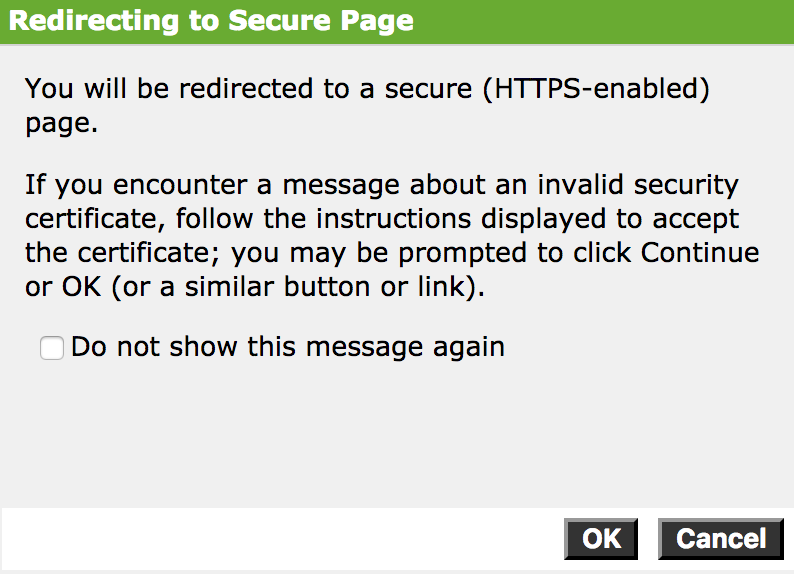 Redirecting to Secure Page
You will be redirected to a secure (HTTPS-enabled)
page.
If you encounter a message about an invalid security
certificate, follow the instructions displayed to accept
the certificate; you may be prompted to click Continue
or OK (or a similar button or link).
Do not show this message again
OK Cancel